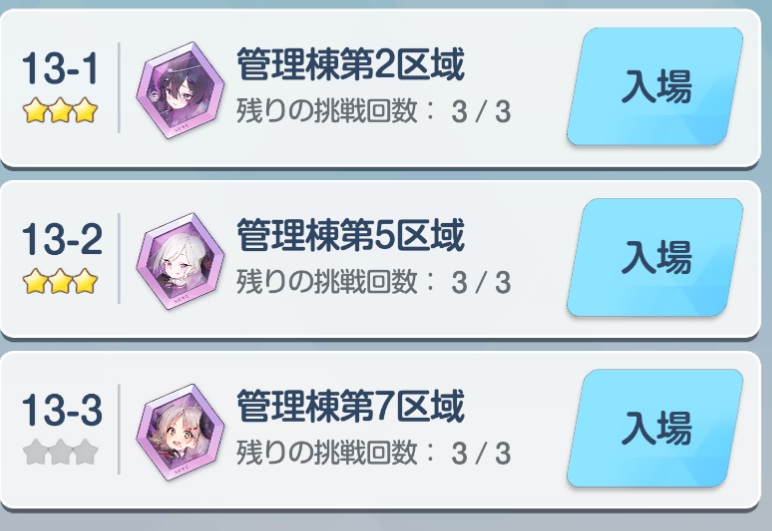 13-1
管理棟第2区域
残りの挑戦回数： 3 / 3
入場
13-2
管理棟第5区域
残りの挑戦回数： 3 / 3
入場
13-3
管理棟第7区域
残りの挑戦回数： 3 / 3
入場